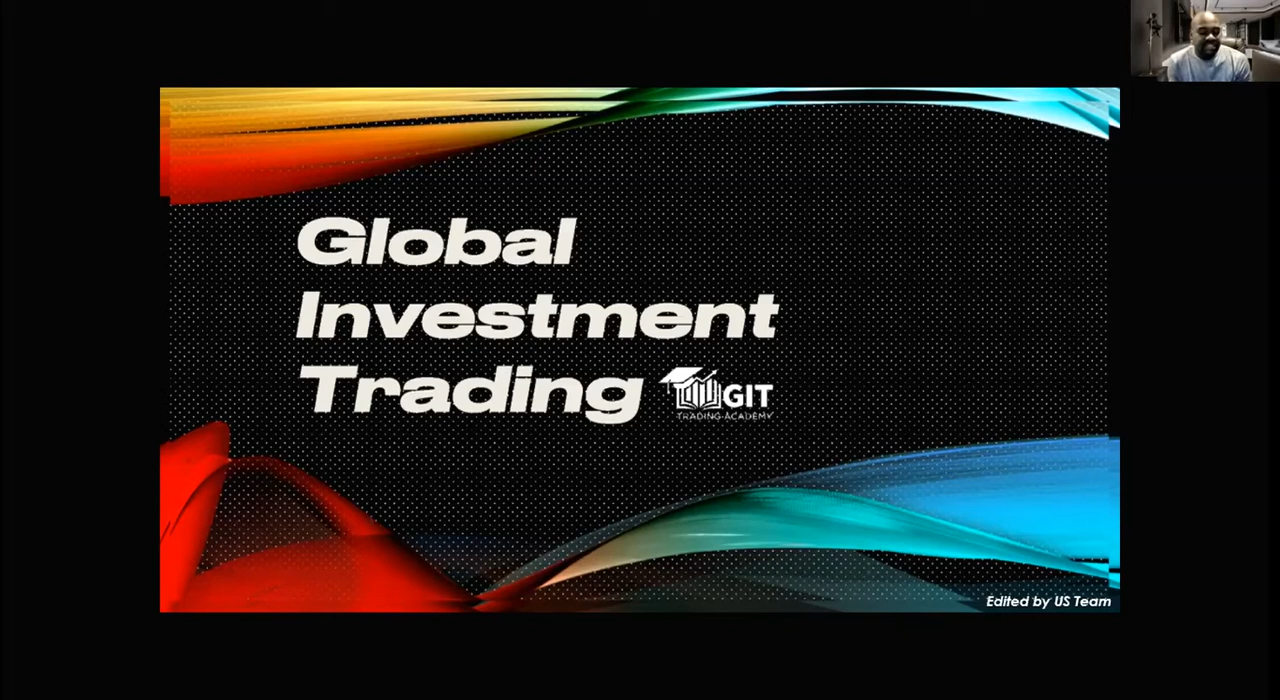 Global
Investment
Trading
GIT
TRADING ACADEMY
Edited by US Team